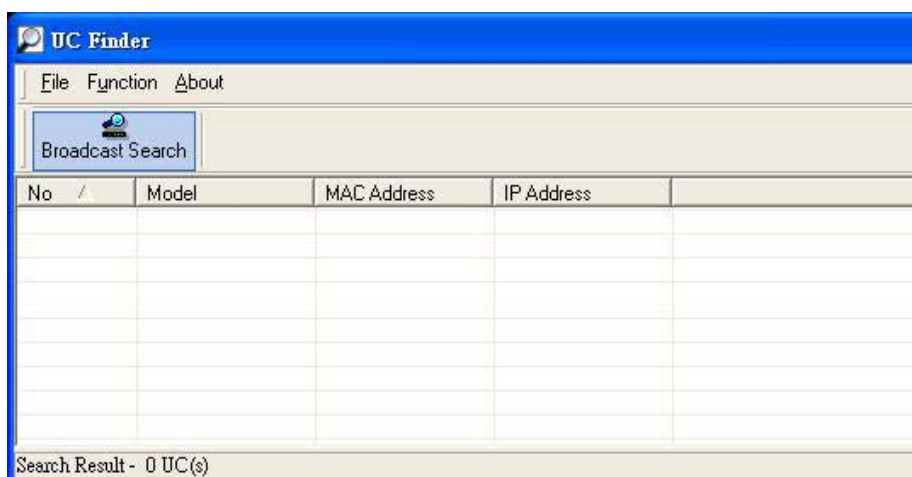 UC Finder
File Function About
Broadcast Search
No Model MAC Address IP Address
Search Result - 0 UC(s)